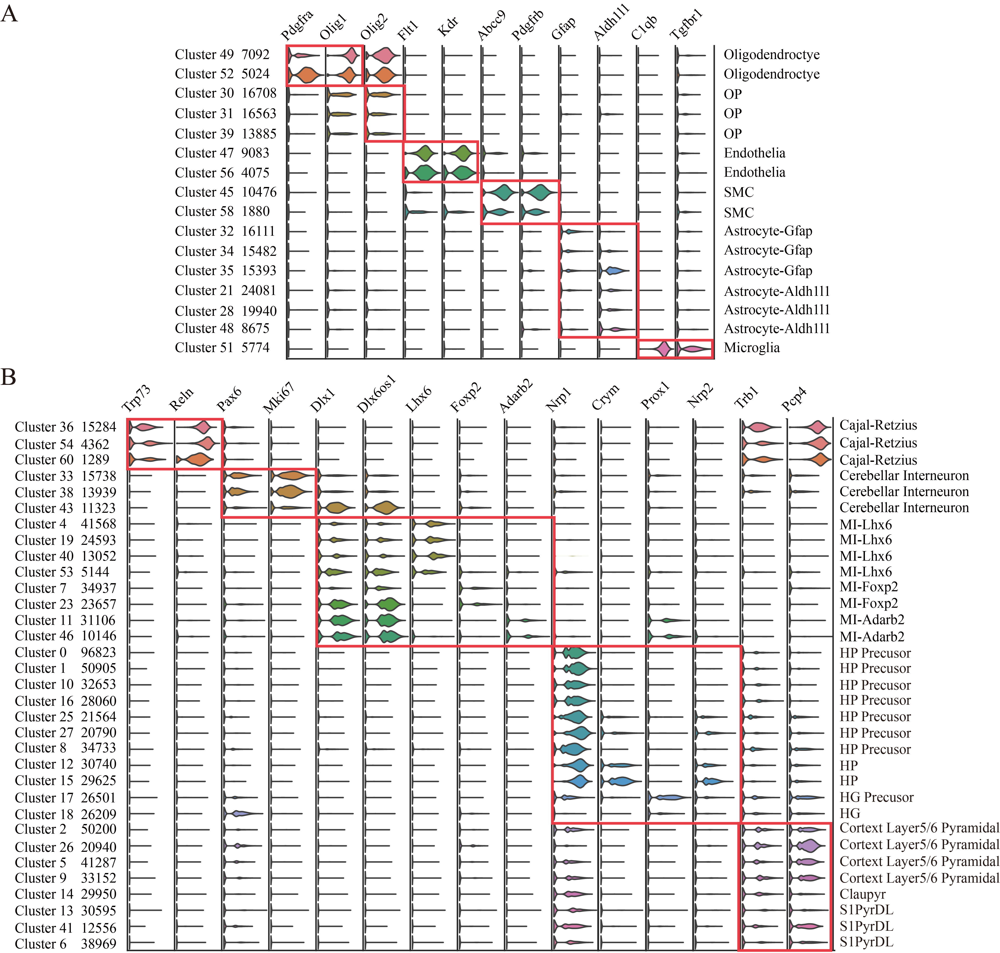 A
Pdgfra Olig1 Olig2 Flt1 Kdr Abcc9 Pdgfrb Gfap Aldh1l1 C1qb Tgfbr1
Cluster 49 7092 Oligodendroctye
Cluster 52 5024 Oligodendroctye
Cluster 30 16708 OP
Cluster 31 16563 OP
Cluster 39 13885 OP
Cluster 47 9083 Endothelia
Cluster 56 4075 Endothelia
Cluster 45 10476 SMC
Cluster 58 1880 SMC
Cluster 32 16111 Astrocyte-Gfap
Cluster 34 15482 Astrocyte-Gfap
Cluster 35 15393 Astrocyte-Gfap
Cluster 21 24081 Astrocyte-Aldh1l1
Cluster 28 19940 Astrocyte-Aldh1l1
Cluster 48 8675 Astrocyte-Aldh1l1
Cluster 51 5774 Microglia
B
Trp73 Reln Pax6 Mki67 Dlx1 Dlx6os1 Lhx6 Foxp2 Adarb2 Nrp1 Crym Prox1 Nrp2 Trb1 Pcp4
Cluster 36 15284 Cajal-Retzius
Cluster 54 4362 Cajal-Retzius
Cluster 60 1289 Cajal-Retzius
Cluster 33 15738 Cerebellar Interneuron
Cluster 38 13939 Cerebellar Interneuron
Cluster 43 11323 Cerebellar Interneuron
Cluster 4 41568 MI-Lhx6
Cluster 19 24593 MI-Lhx6
Cluster 40 13052 MI-Lhx6
Cluster 53 5144 MI-Lhx6
Cluster 7 34937 MI-Foxp2
Cluster 23 23657 MI-Foxp2
Cluster 11 31106 MI-Adarb2
Cluster 46 10146 MI-Adarb2
Cluster 0 96823 HP Precusor
Cluster 1 50905 HP Precusor
Cluster 10 32653 HP Precusor
Cluster 16 28060 HP Precusor
Cluster 25 21564 HP Precusor
Cluster 27 20790 HP Precusor
Cluster 8 34733 HP Precusor
Cluster 12 30740 HP
Cluster 15 29625 HP
Cluster 17 26501 HG Precusor
Cluster 18 26209 HG
Cluster 2 50200 Cortext Layer5/6 Pyramidal
Cluster 26 20940 Cortext Layer5/6 Pyramidal
Cluster 5 41287 Cortext Layer5/6 Pyramidal
Cluster 9 33152 Cortext Layer5/6 Pyramidal
Cluster 14 29950 Claupyr
Cluster 13 30595 S1PyrDL
Cluster 41 12556 S1PyrDL
Cluster 6 38969 S1PyrDL